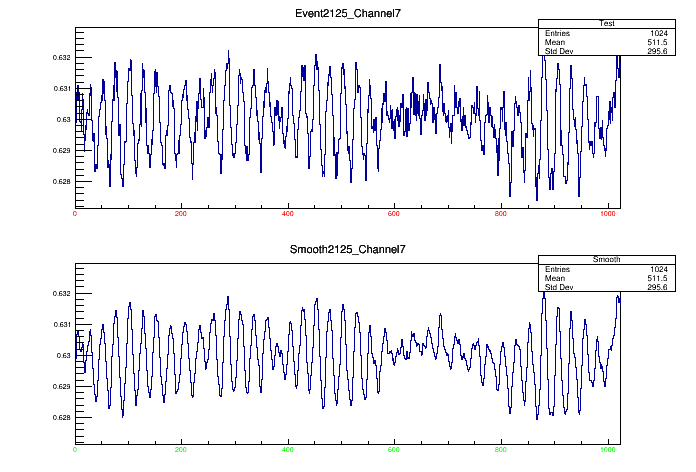 Event2125_Channel7
Test
Entries 1024
Mean 511.5
Std Dev 295.6
0.632
0.631
0.63
0.629
0.628
0 200 400 600 800 1000
Smooth2125_Channel7
Smooth
Entries 1024
Mean 511.5
Std Dev 295.6
0.632
0.631
0.63
0.629
0.628
0 200 400 600 800 1000